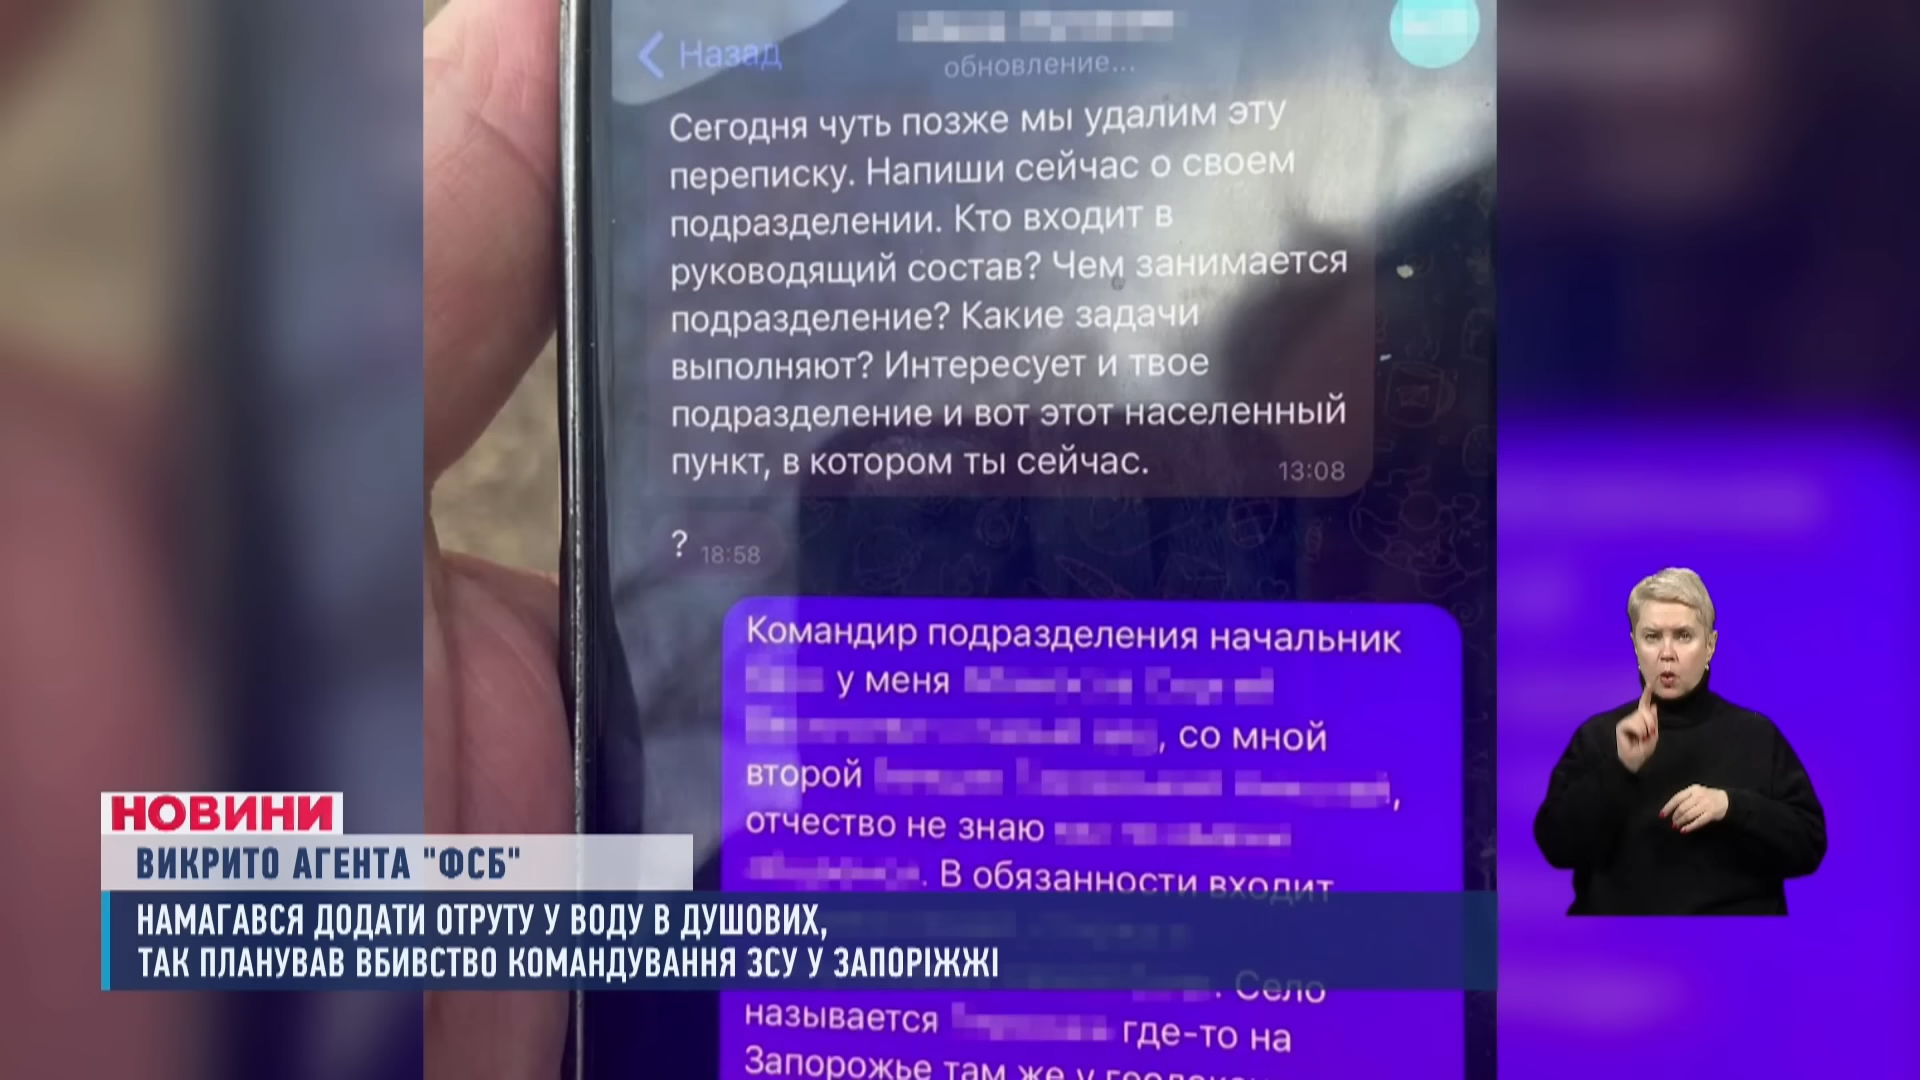 Назад
обновление...
Сегодня чуть позже мы удалим эту
переписку. Напиши сейчас о своем
подразделении. Кто входит в
руководящий состав? Чем занимается
подразделение? Какие задачи
выполняют? Интересует и твое
подразделение и вот этот населенный
пункт, в котором ты сейчас.
13:08
? 18:58
Командир подразделения начальник
у меня
, со мной
второй ,
отчество не знаю
. В обязанности входит
. Село
называется где-то на
Запорожье там же у
НОВИНИ
ВИКРИТО АГЕНТА "ФСБ"
НАМАГАВСЯ ДОДАТИ ОТРУТУ У ВОДУ В ДУШОВИХ,
ТАК ПЛАНУВАВ ВБИВСТВО КОМАНДУВАННЯ ЗСУ У ЗАПОРІЖЖІ